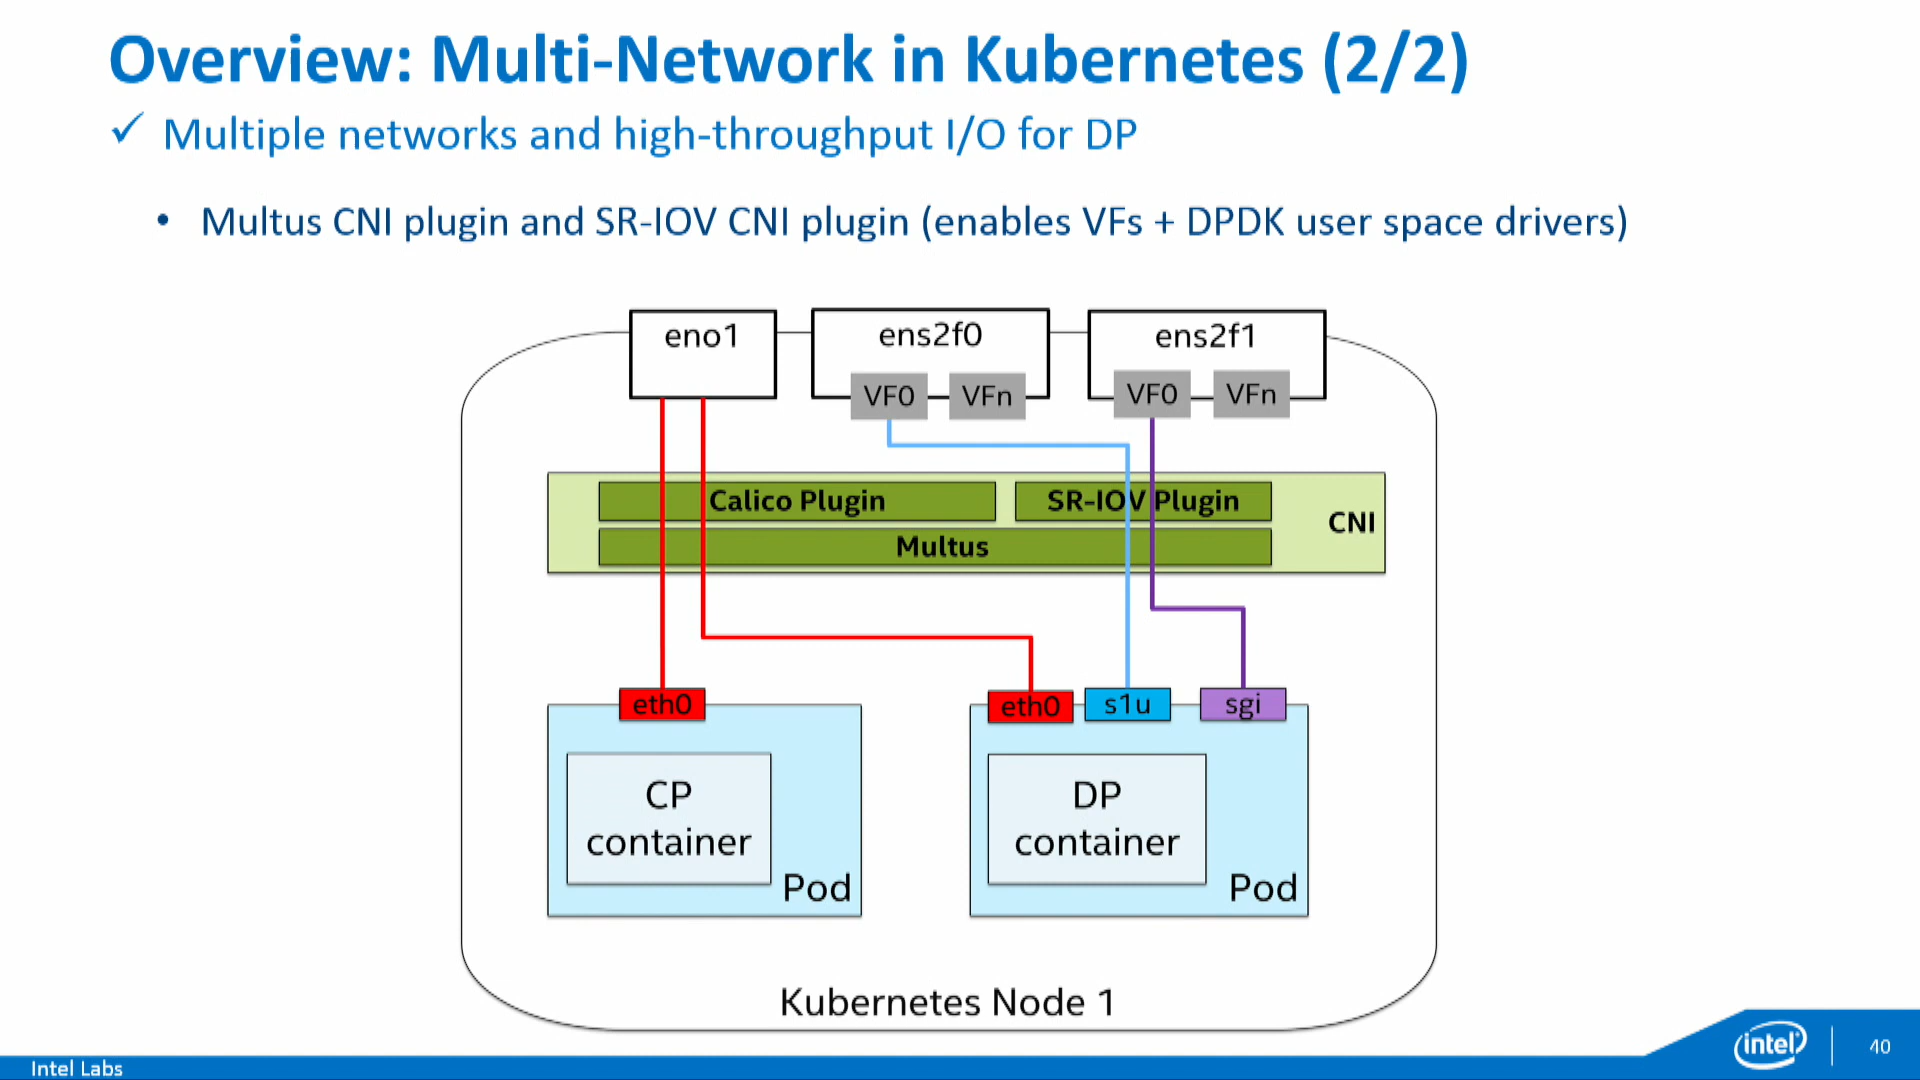 Overview: Multi-Network in Kubernetes (2/2)
✓ Multiple networks and high-throughput I/O for DP
• Multus CNI plugin and SR-IOV CNI plugin (enables VFs + DPDK user space drivers)
eno1
ens2f0
ens2f1
VF0
VFn
VF0
VFn
Calico Plugin
SR-IOV Plugin
CNI
Multus
eth0
eth0
s1u
sgi
CP
container
Pod
DP
container
Pod
Kubernetes Node 1
Intel Labs
intel
40